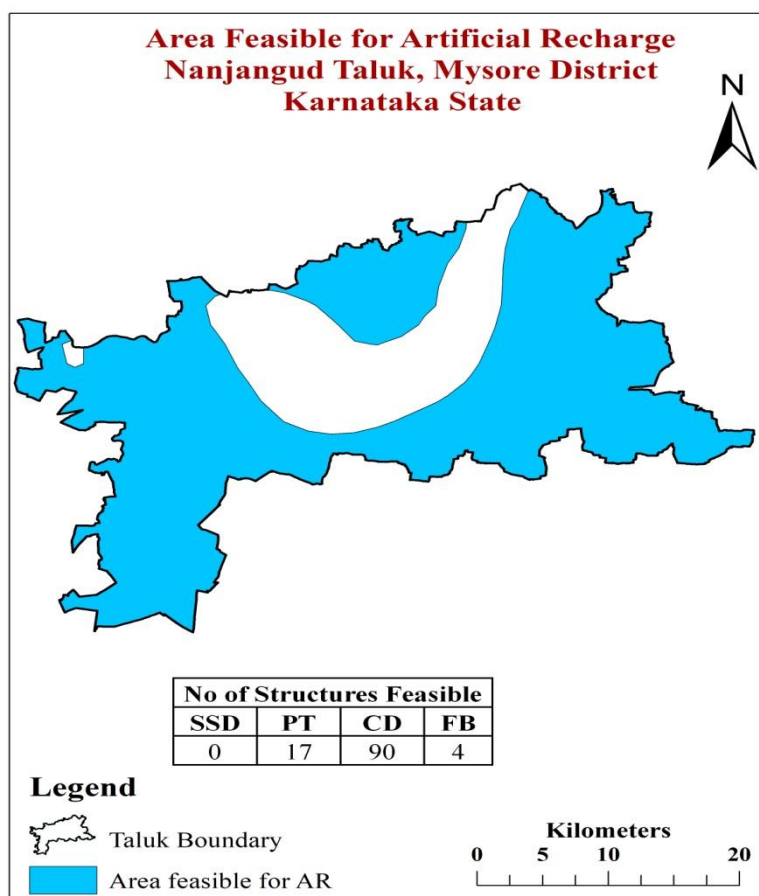 Area Feasible for Artificial Recharge
Nanjangud Taluk, Mysore District
Karnataka State
N
No of Structures Feasible
SSD PT CD FB
0 17 90 4
Legend
Taluk Boundary
Area feasible for AR
Kilometers
0 5 10 20